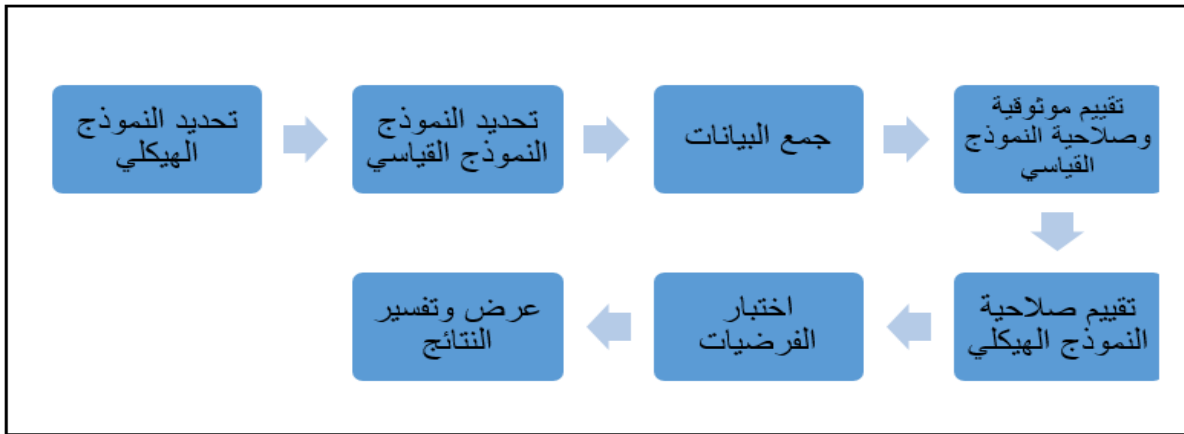 تحديد النموذج
الهيكلي
تحديد النموذج
النموذج القياسي
جمع البيانات
تقييم موثوقية
وصلاحية النموذج
القياسي
تقييم صلاحية
النموذج الهيكلي
اختبار
الفرضيات
عرض وتفسير
النتائج